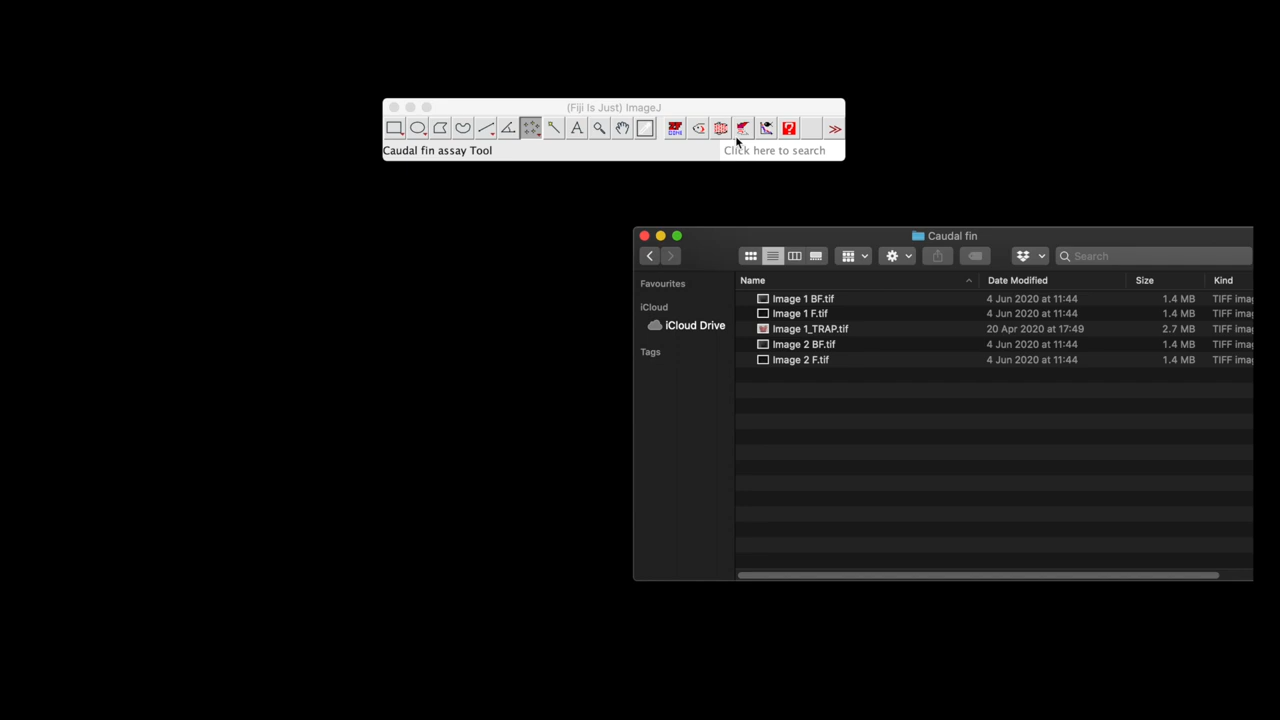 (Fiji Is Just) ImageJ
Caudal fin assay Tool
Click here to search
Caudal fin
Search
Favourites
iCloud
iCloud Drive
Tags
Name Date Modified Size Kind
Image 1 BF.tif 4 Jun 2020 at 11:44 1.4 MB TIFF imag
Image 1 F.tif 4 Jun 2020 at 11:44 1.4 MB TIFF imag
Image 1_TRAP.tif 20 Apr 2020 at 17:49 2.7 MB TIFF imag
Image 2 BF.tif 4 Jun 2020 at 11:44 1.4 MB TIFF imag
Image 2 F.tif 4 Jun 2020 at 11:44 1.4 MB TIFF imag